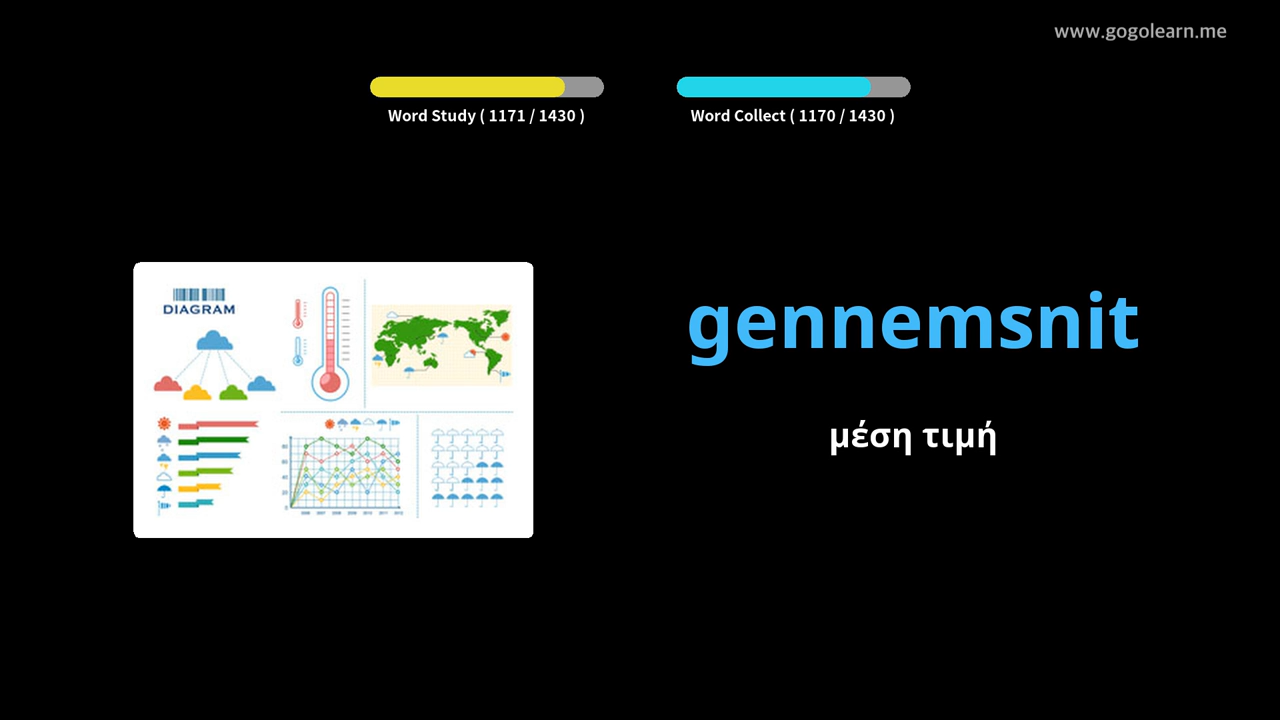 www.gogolearn.me
Word Study ( 1171 / 1430 )
Word Collect ( 1170 / 1430 )
DIAGRAM
gennemsnit
μέση τιμή